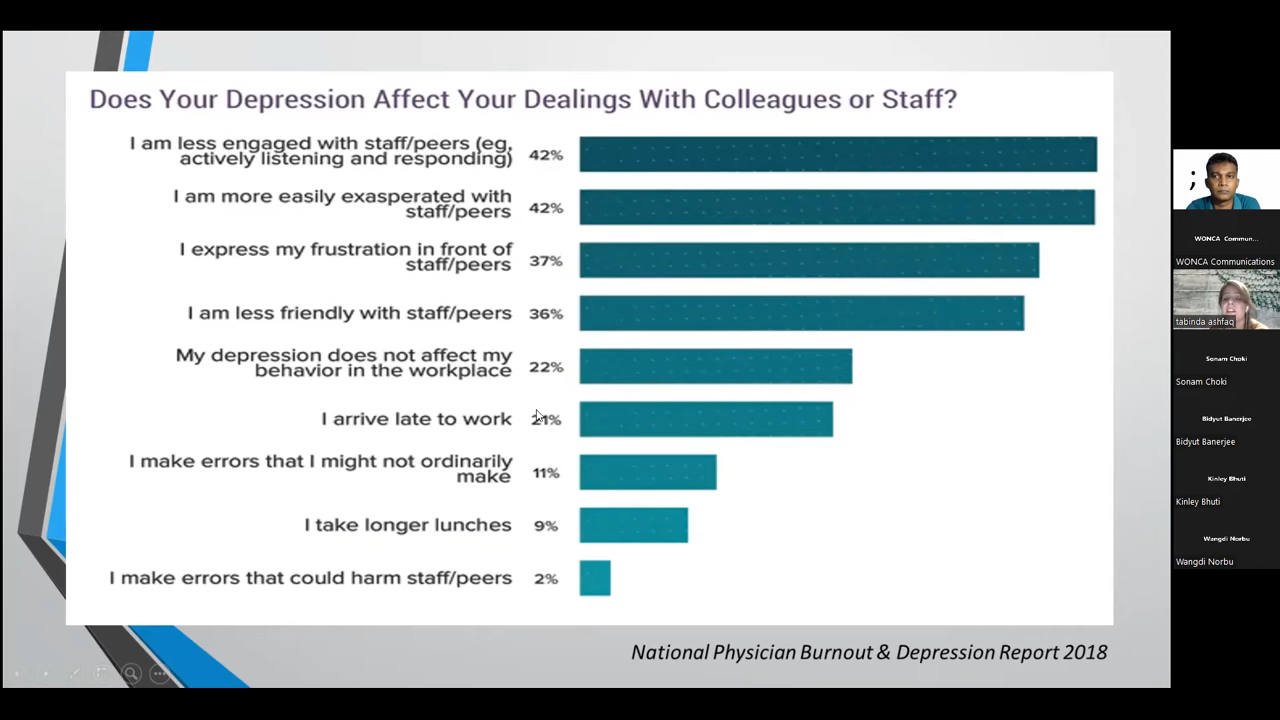 Does Your Depression Affect Your Dealings With Colleagues or Staff?
I am less engaged with staff/peers (eg,
actively listening and responding) 42%
I am more easily exasperated with
staff/peers 42%
I express my frustration in front of
staff/peers 37%
I am less friendly with staff/peers 36%
My depression does not affect my
behavior in the workplace 22%
I arrive late to work 21%
I make errors that I might not ordinarily
make 11%
I take longer lunches 9%
I make errors that could harm staff/peers 2%
National Physician Burnout & Depression Report 2018
;
WONCA Commun...
WONCA Communications
tabinda ashfaq
Sonam Choki
Sonam Choki
Bidyut Banerjee
Bidyut Banerjee
Kinley Bhuti
Kinley Bhuti
Wangdi Norbu
Wangdi Norbu